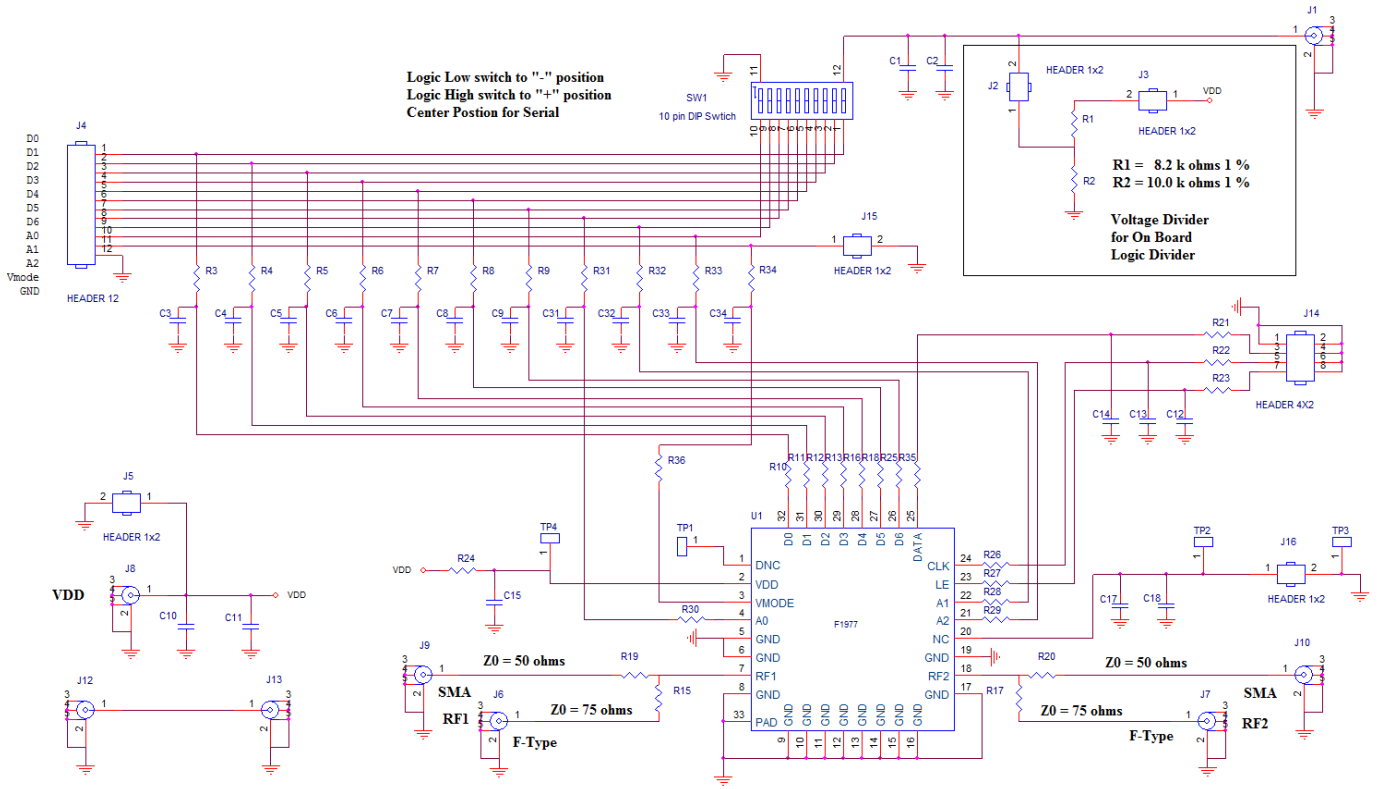 J1
1
3
4
5
2
Logic Low switch to "-" position
Logic High switch to "+" position
Center Postion for Serial
11
12
SW1
10 pin DIP Swtich
10
9
8
7
6
5
4
3
2
1
C1
C2
2
J2
1
HEADER 1x2
J3
2
1
VDD
HEADER 1x2
R1
R2
R1 = 8.2 k ohms 1 %
R2 = 10.0 k ohms 1 %
Voltage Divider
for On Board
Logic Divider
J4
D0
D1
D2
D3
D4
D5
D6
A0
A1
A2
Vmode
GND
1
2
3
4
5
6
7
8
9
10
11
12
HEADER 12
J15
1
2
HEADER 1x2
R3
R4
R5
R6
R7
R8
R9
R31
R32
R33
R34
C3
C4
C5
C6
C7
C8
C9
C31
C32
C33
C34
R21
R22
R23
J14
1
3
5
7
2
4
6
8
HEADER 4X2
C14
C13
C12
R36
R10
R11
R12
R13
R16
R18
R25
R35
J5
2
1
HEADER 1x2
VDD
J8
3
4
5
1
2
VDD
C10
C11
J12
3
4
5
1
2
J13
1
3
4
5
2
VDD
R24
TP4
1
C15
TP1
1
U1
32
31
30
29
28
27
26
25
D0
D1
D2
D3
D4
D5
D6
DATA
1
DNC
2
VDD
3
VMODE
4
A0
5
GND
6
GND
7
RF1
8
GND
33
PAD
F1977
CLK
24
LE
23
A1
22
A2
21
NC
20
GND
19
RF2
18
GND
17
GND
GND
GND
GND
GND
GND
GND
GND
9
10
11
12
13
14
15
16
R26
R27
R28
R29
R30
TP2
1
C17
C18
J16
1
2
HEADER 1x2
TP3
1
J9
3
4
5
1
2
Z0 = 50 ohms
R19
SMA
RF1
J6
3
4
5
1
2
Z0 = 75 ohms
R15
F-Type
R20
Z0 = 50 ohms
J10
1
3
4
5
2
SMA
R17
Z0 = 75 ohms
J7
1
3
4
5
2
RF2
F-Type